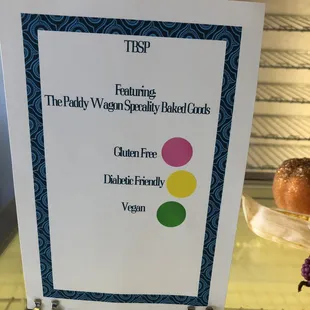 TBSP
Featuring:
The Paddy Wagon Speciality Baked Goods
Gluten Free
Diabetic Friendly
Vegan